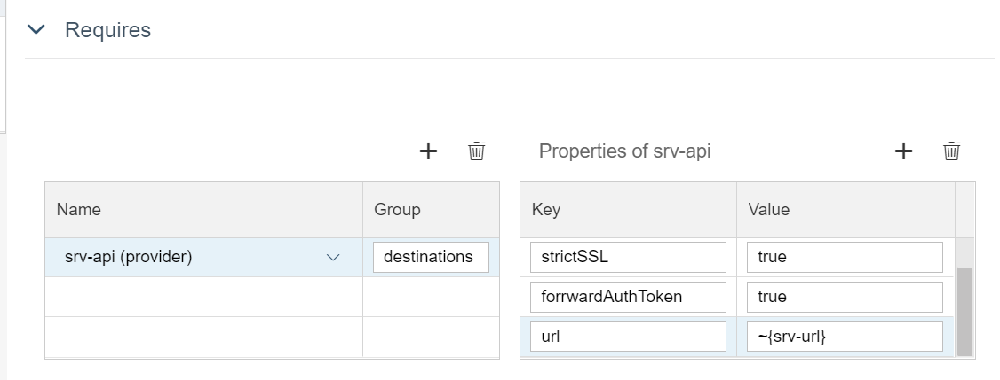 Requires
Properties of srv-api
Name Group
Key Value
srv-api (provider) destinations
strictSSL true
forrwardAuthToken true
url ~{srv-url}